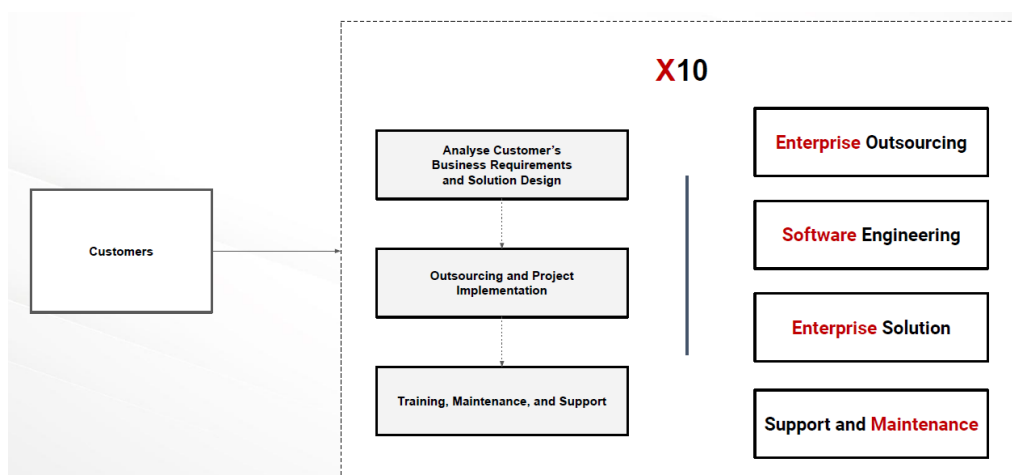 X10
Customers
Analyse Customer's
Business Requirements
and Solution Design
Outsourcing and Project
Implementation
Training, Maintenance, and Support
Enterprise Outsourcing
Software Engineering
Enterprise Solution
Support and Maintenance